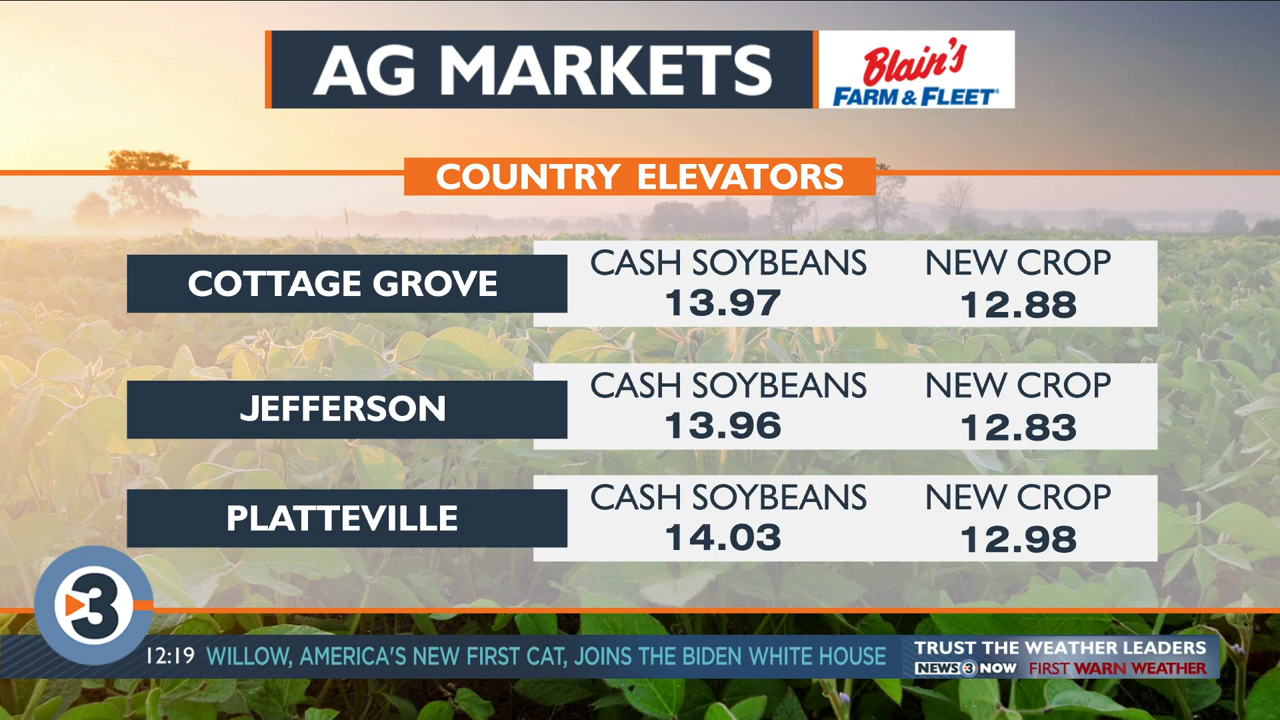 AG MARKETS
Blain's
FARM & FLEET
COUNTRY ELEVATORS
COTTAGE GROVE
CASH SOYBEANS
13.97
NEW CROP
12.88
JEFFERSON
CASH SOYBEANS
13.96
NEW CROP
12.83
PLATTEVILLE
CASH SOYBEANS
14.03
NEW CROP
12.98
3
12:19 WILLOW, AMERICA'S NEW FIRST CAT, JOINS THE BIDEN WHITE HOUSE
TRUST THE WEATHER LEADERS
NEWS 3 NOW FIRST WARN WEATHER